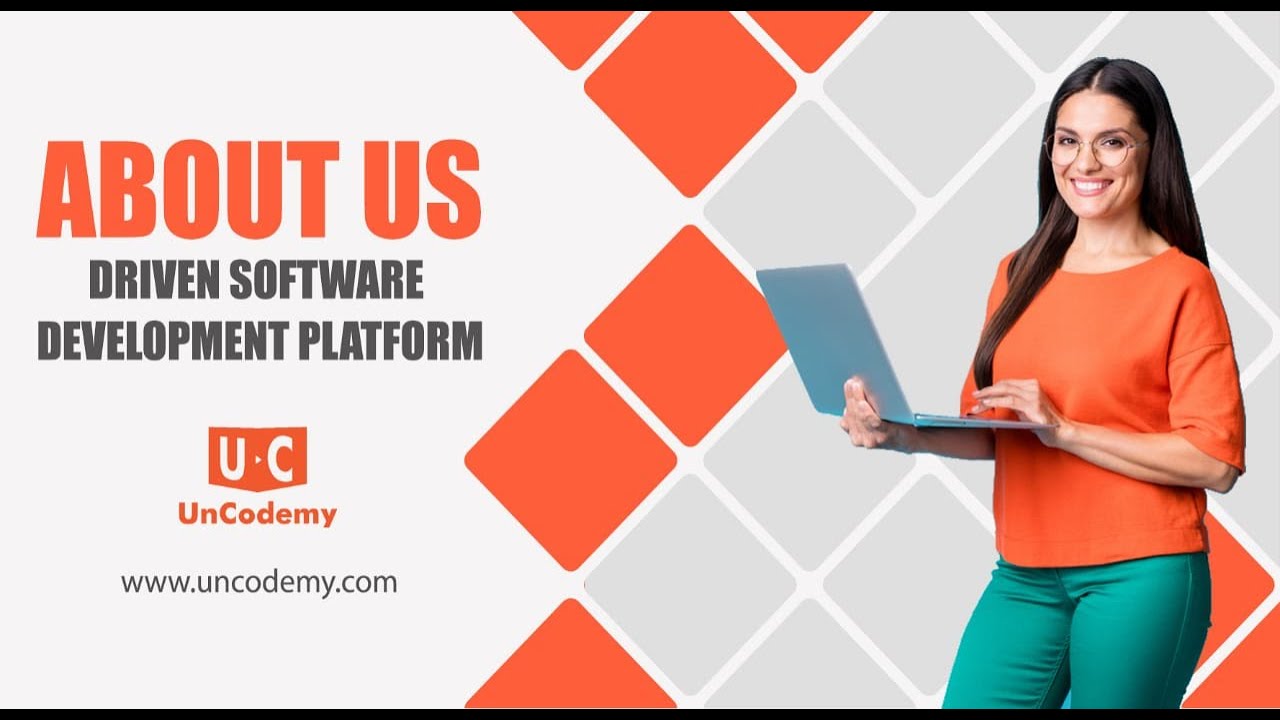 ABOUT US
DRIVEN SOFTWARE
DEVELOPMENT PLATFORM
U▸C
UnCodemy
www.uncodemy.com